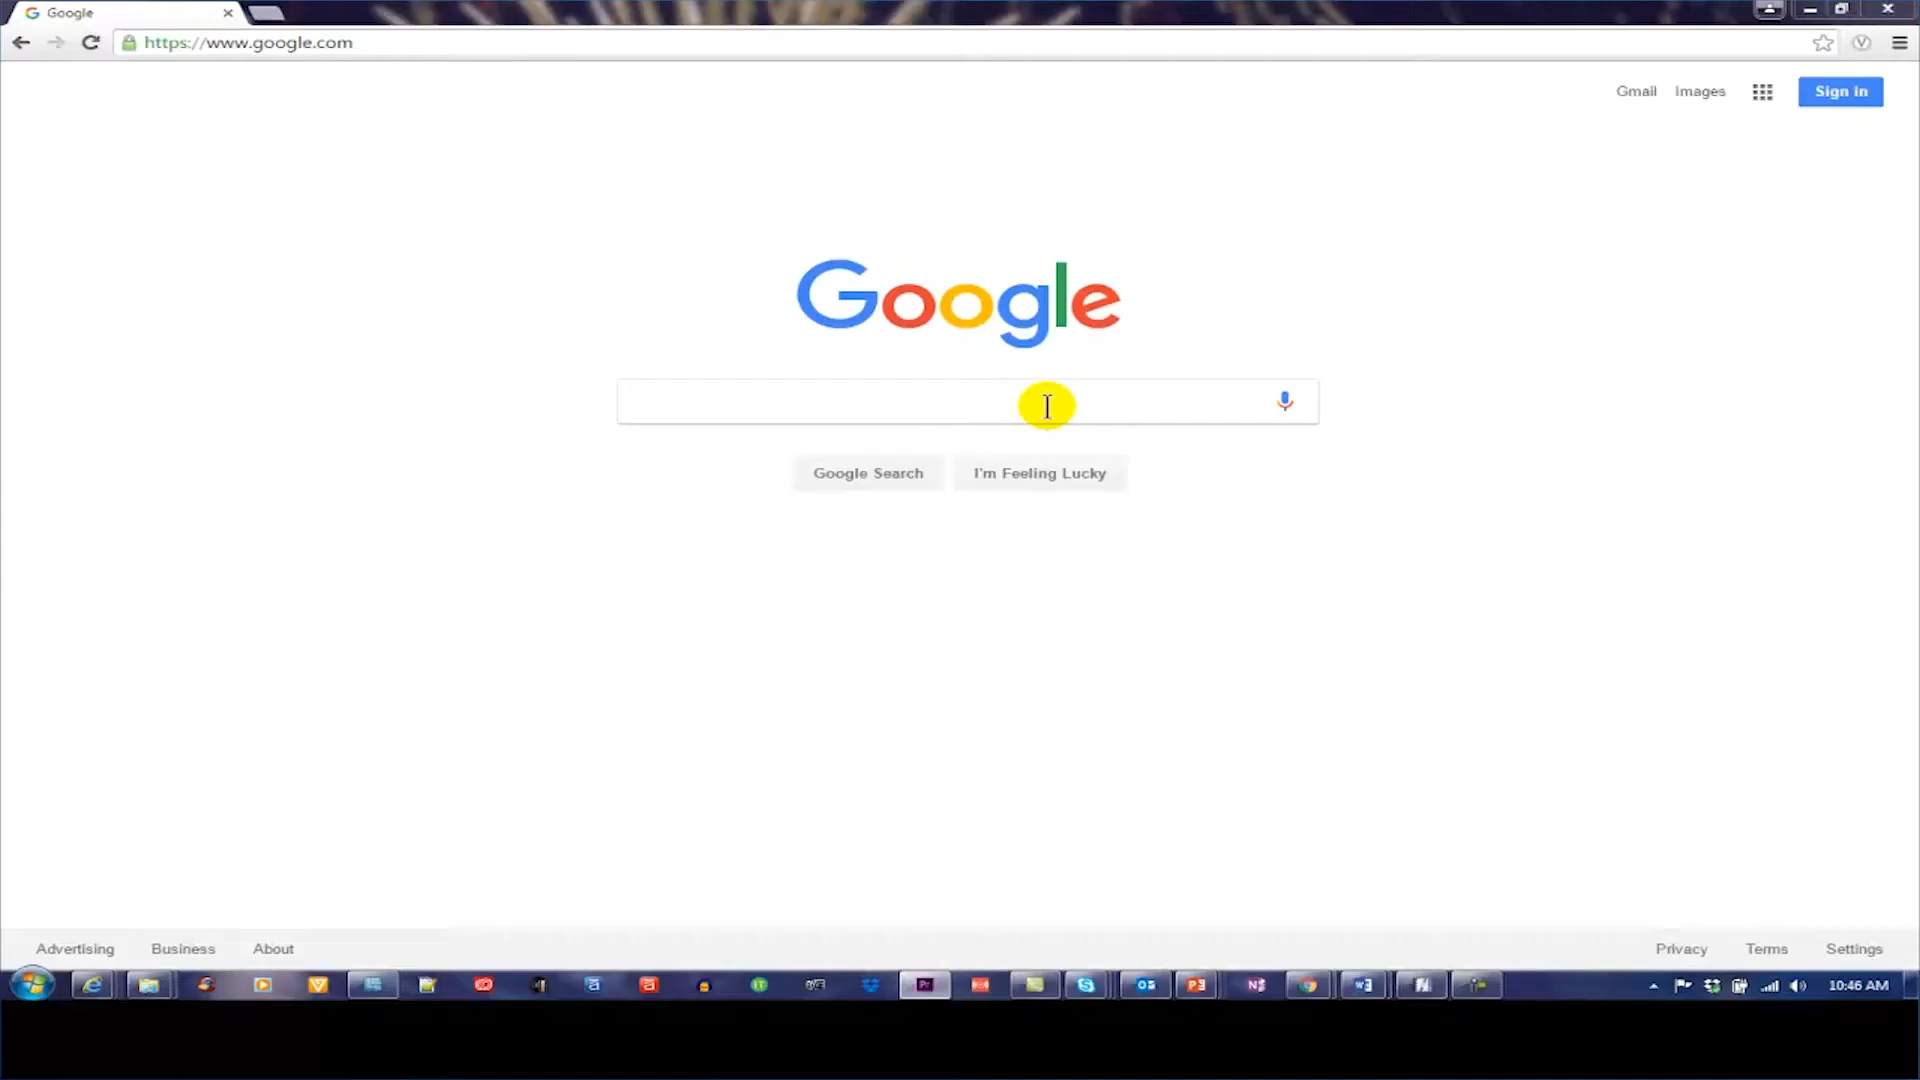 Google
https://www.google.com
Gmail Images Sign in
Google
Google Search I'm Feeling Lucky
Advertising Business About Privacy Terms Settings
10:46 AM